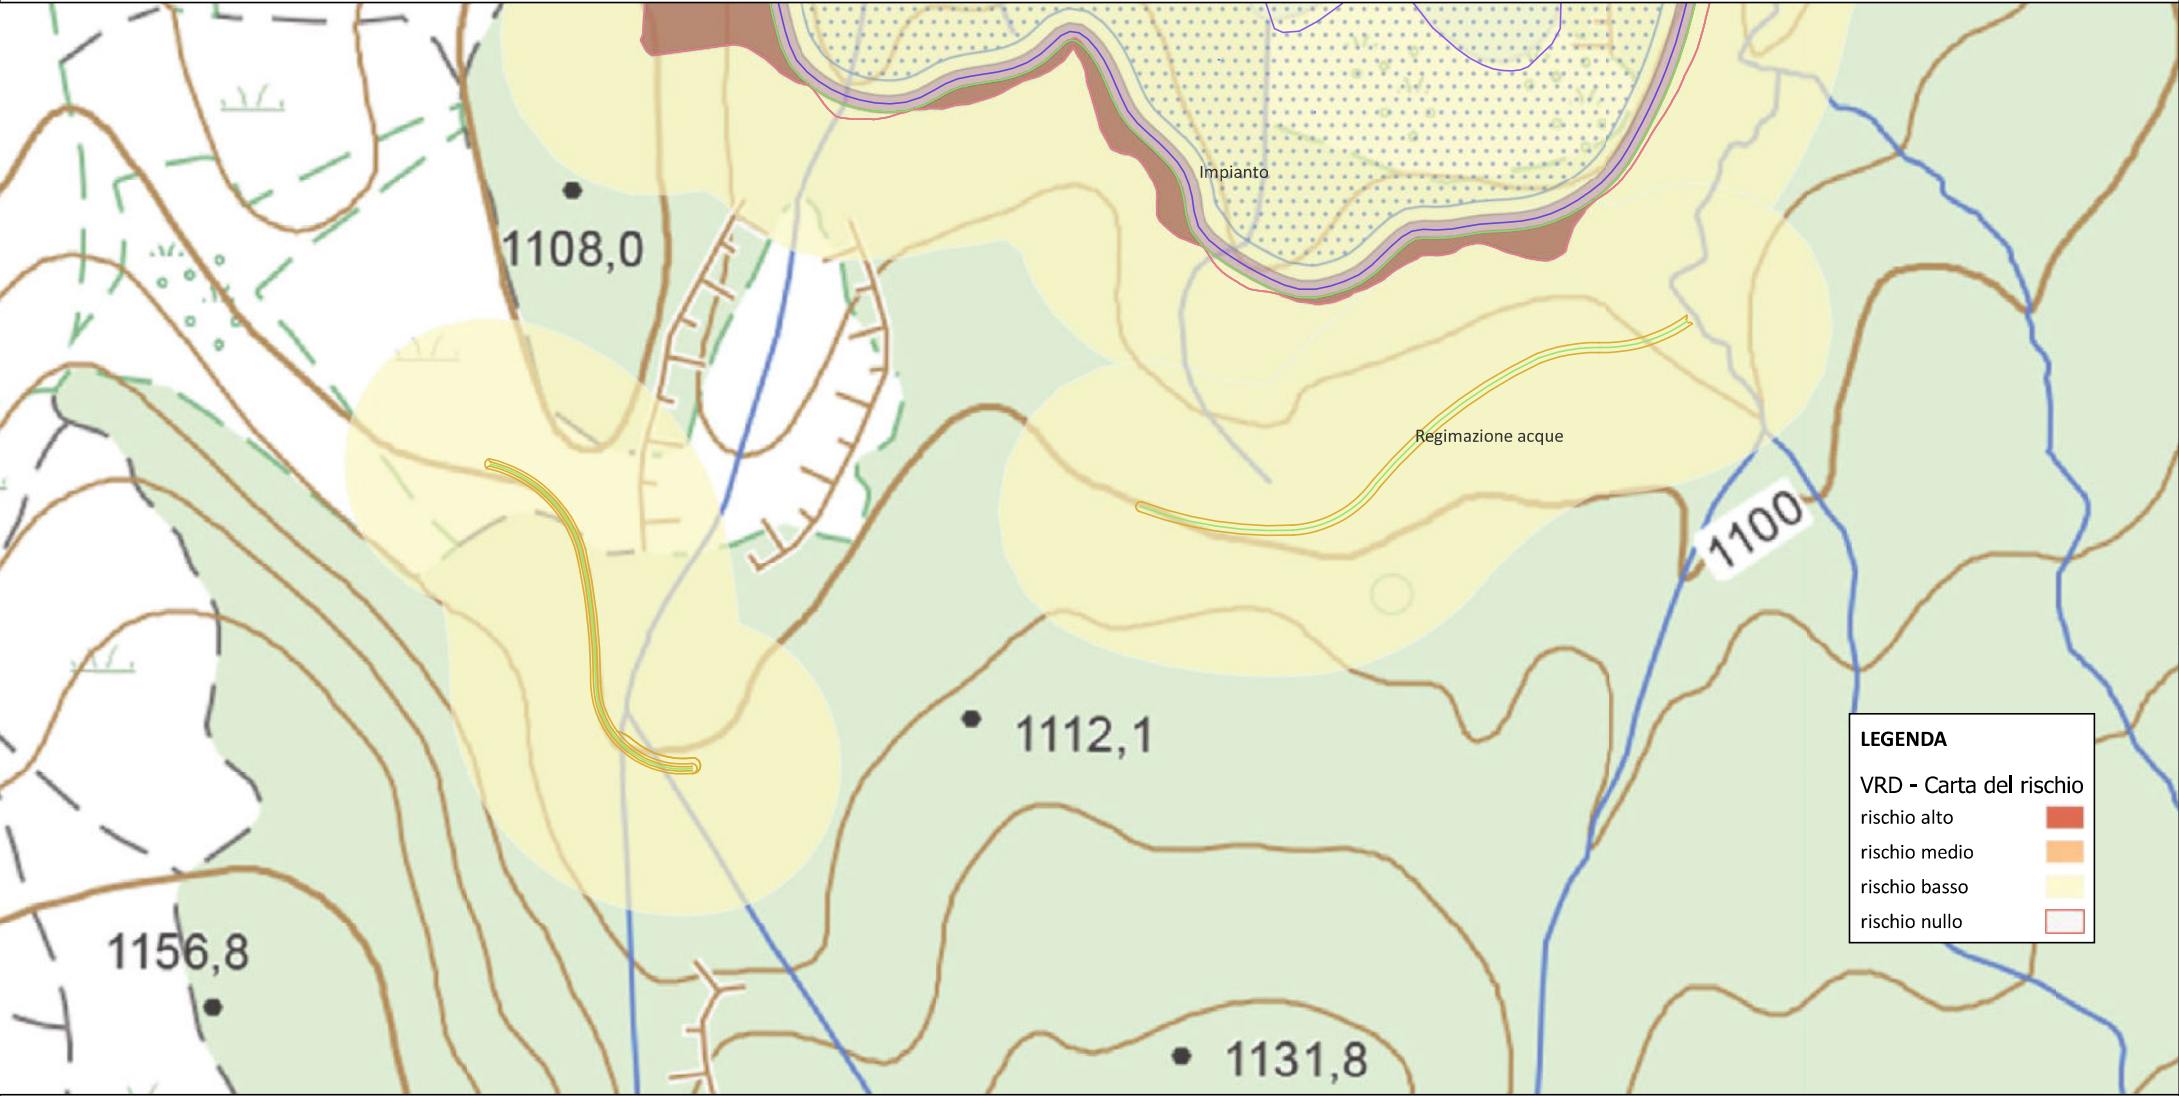 Impianto
1108,0
Regimazione acque
1100
1112,1
LEGENDA
VRD - Carta del rischio
rischio alto
rischio medio
rischio basso
rischio nullo
1156,8
1131,8